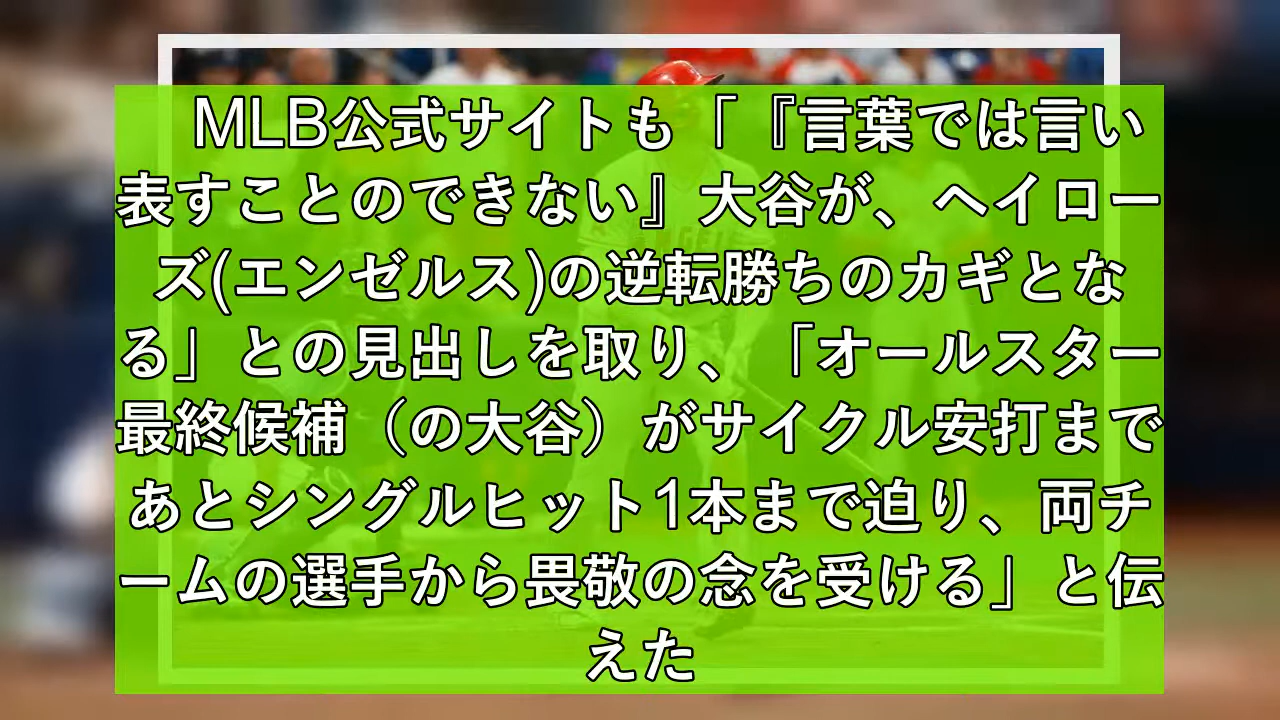 MLB公式サイトも「『言葉では言い
表すことのできない』大谷が、ヘイロー
ズ(エンゼルス)の逆転勝ちのカギとな
る」との見出しを取り、「オールスター
最終候補（の大谷）がサイクル安打まで
あとシングルヒット1本まで迫り、両チ
ームの選手から畏敬の念を受ける」と伝
えた